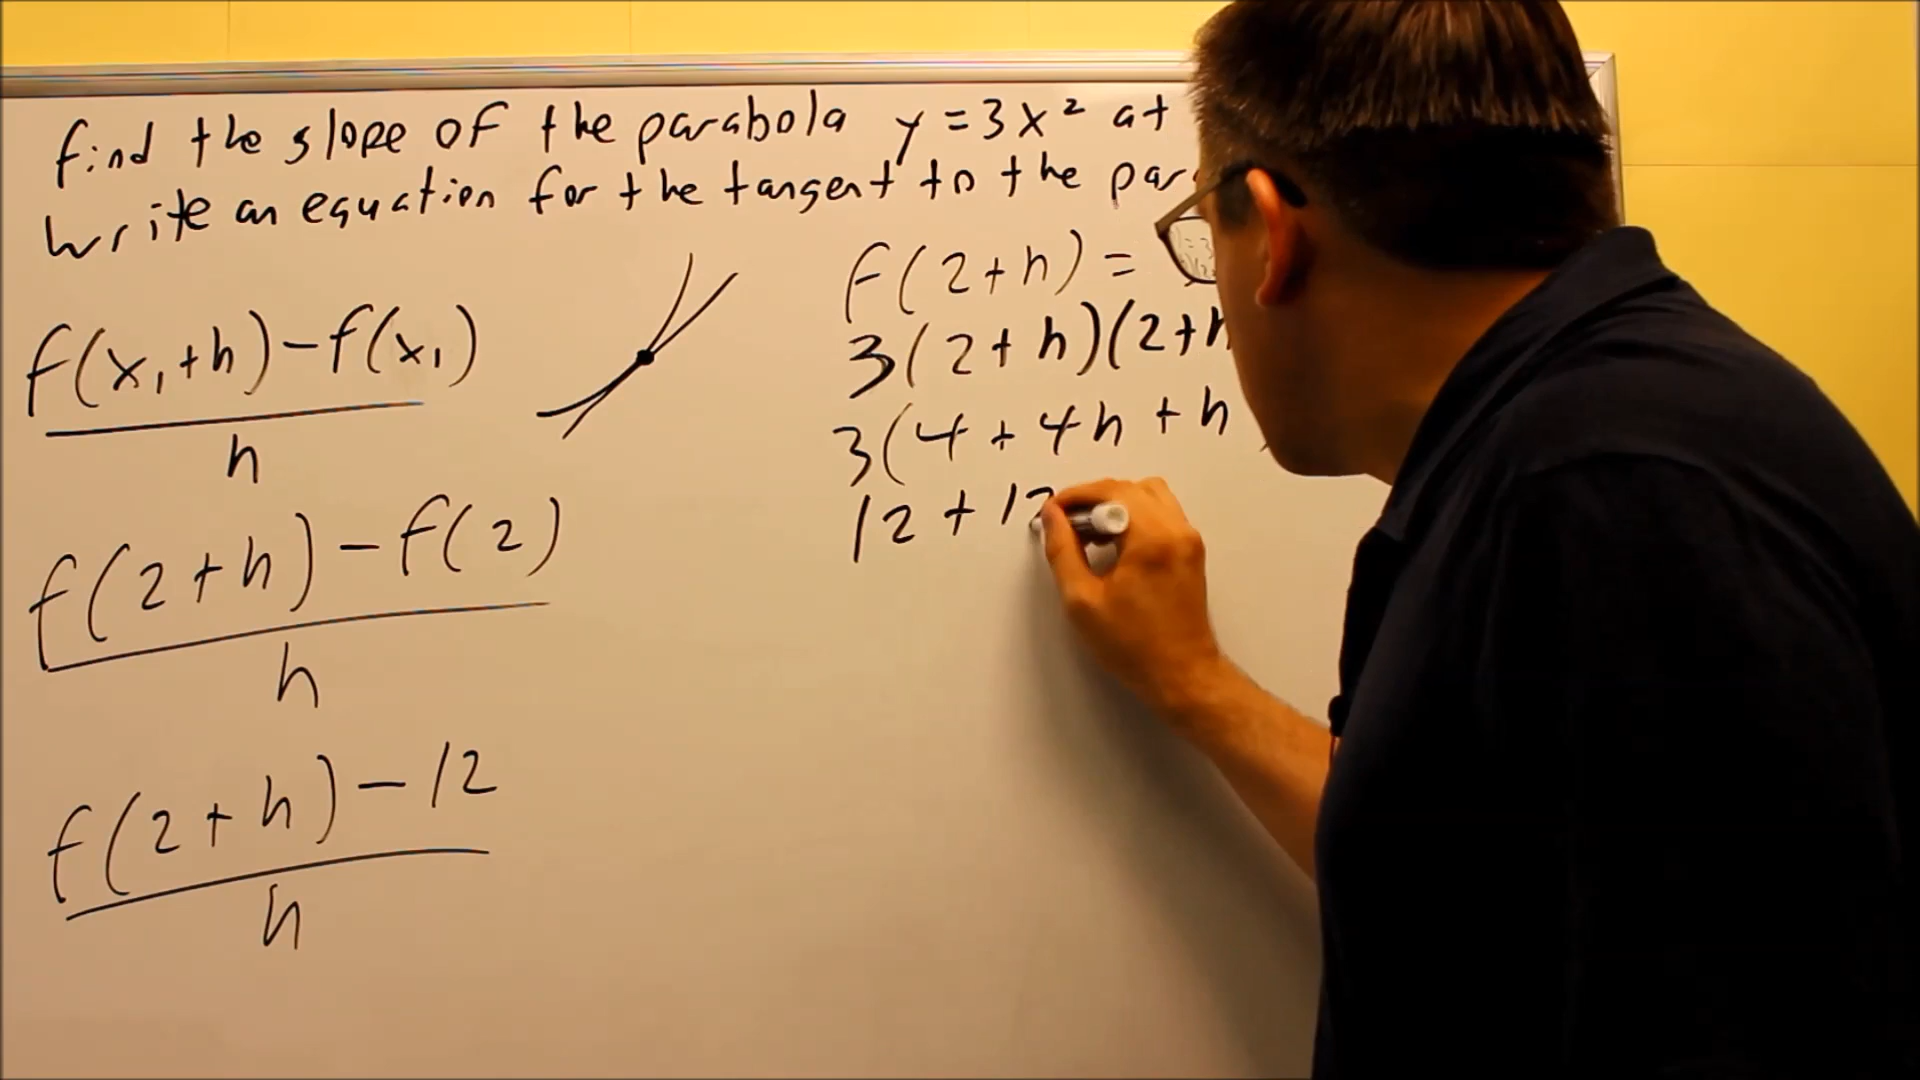 find the slope of the parabola y = 3x² at
write an equation for the tangent to the par
f(x₁+h) - f(x₁)
h
f(2+h) - f(2)
h
f(2+h) - 12
h
f(2+h) =
3(2+h)(2+h
3(4 + 4h + h
12 + 12